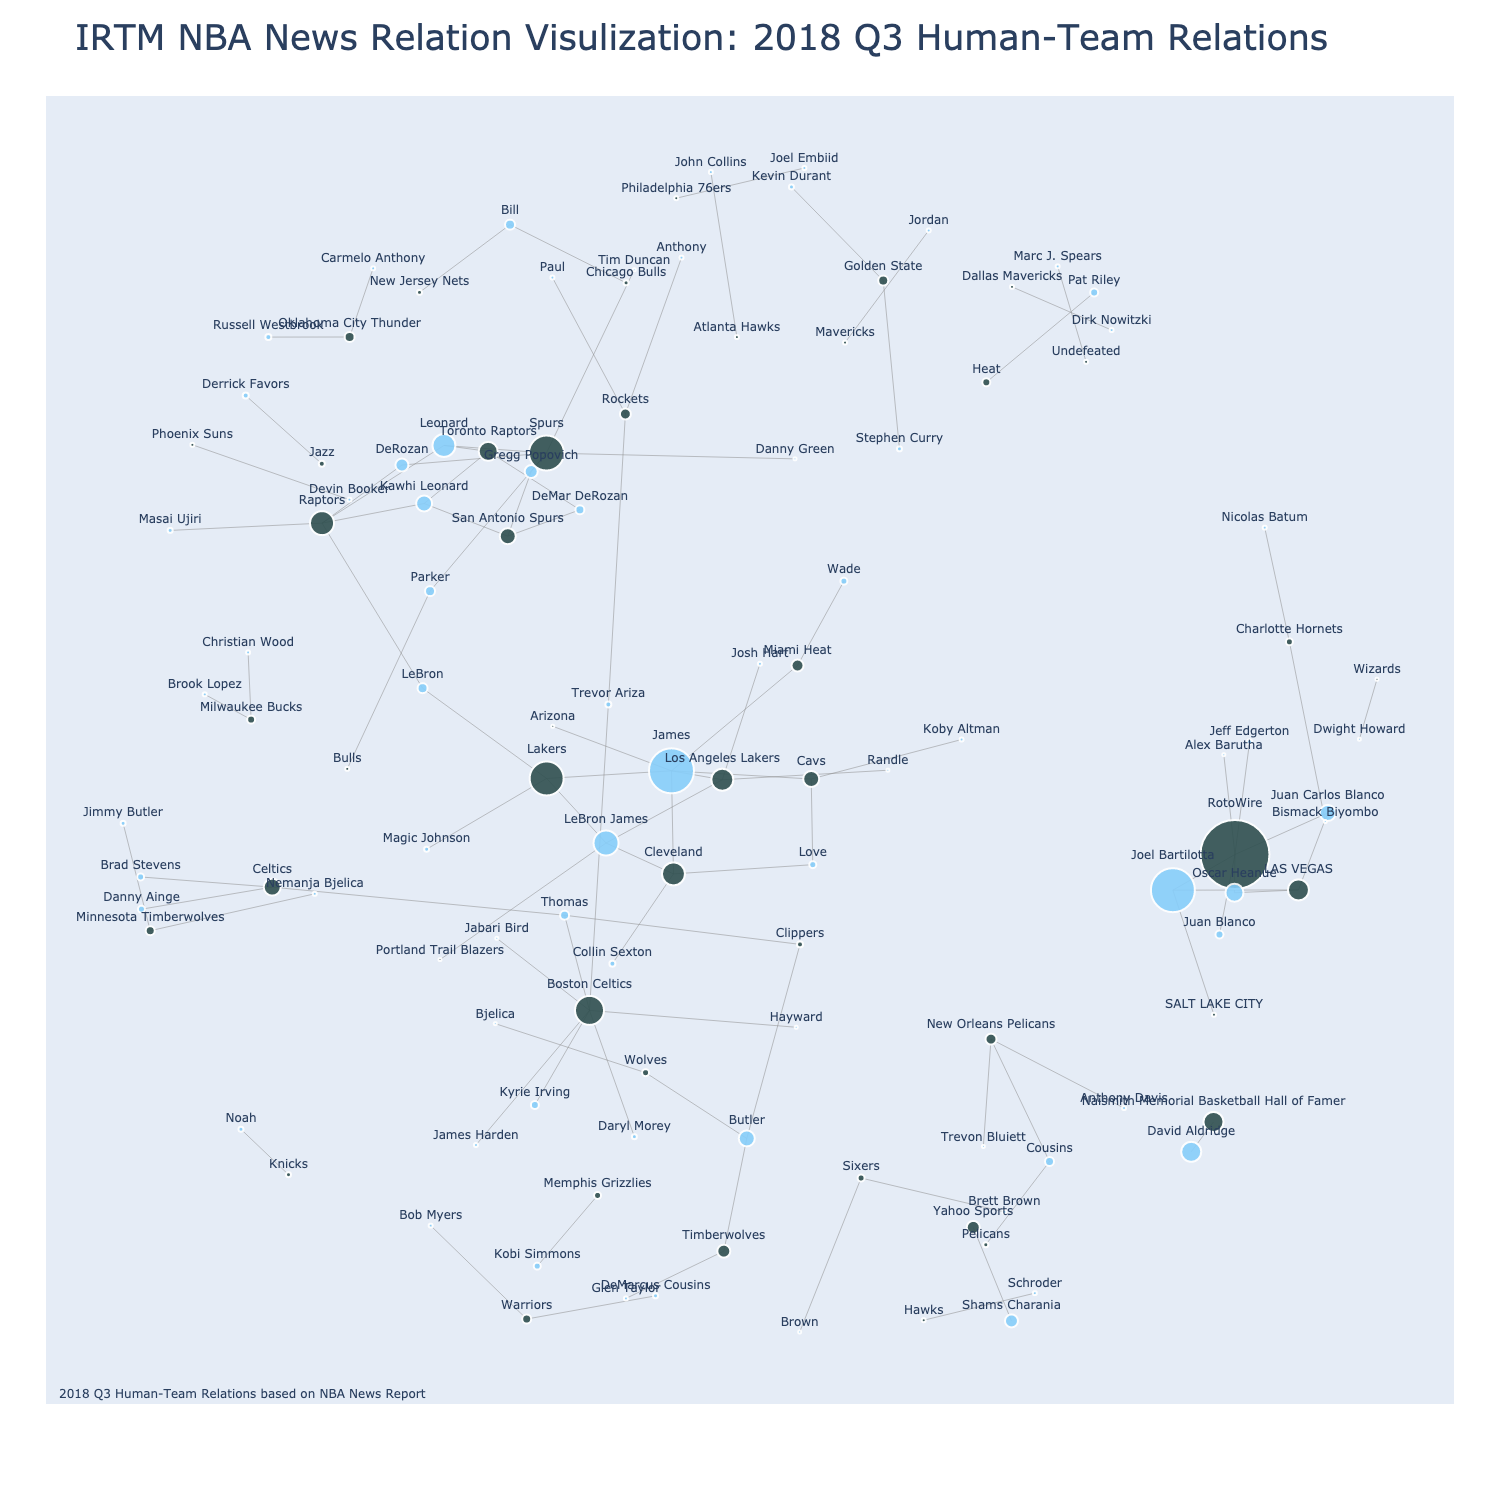 IRTM NBA News Relation Visulization: 2018 Q3 Human-Team Relations
John Collins
Joel Embiid
Kevin Durant
Philadelphia 76ers
Bill
Jordan
Anthony
Marc J. Spears
Carmelo Anthony
Tim Duncan
Paul
Golden State
Chicago Bulls
Dallas Mavericks
Pat Riley
New Jersey Nets
Russell Westbrook
Oklahoma City Thunder
Atlanta Hawks
Mavericks
Dirk Nowitzki
Undefeated
Heat
Derrick Favors
Rockets
Leonard
Spurs
Toronto Raptors
Phoenix Suns
Stephen Curry
Jazz
DeRozan
Gregg Popovich
Danny Green
Devin Booker
Kawhi Leonard
Raptors
DeMar DeRozan
Masai Ujiri
San Antonio Spurs
Nicolas Batum
Parker
Wade
Charlotte Hornets
Christian Wood
Josh Hart
Miami Heat
Wizards
LeBron
Brook Lopez
Trevor Ariza
Milwaukee Bucks
Arizona
James
Koby Altman
Jeff Edgerton
Dwight Howard
Alex Barutha
Bulls
Lakers
Los Angeles Lakers
Cavs
Randle
Juan Carlos Blanco
RotoWire
Bismack Biyombo
Jimmy Butler
LeBron James
Magic Johnson
Cleveland
Love
Joel Bartilotta
Brad Stevens
Celtics
Oscar Heanue
LAS VEGAS
Nemanja Bjelica
Danny Ainge
Minnesota Timberwolves
Thomas
Juan Blanco
Jabari Bird
Clippers
Portland Trail Blazers
Collin Sexton
Boston Celtics
SALT LAKE CITY
Bjelica
Hayward
New Orleans Pelicans
Wolves
Kyrie Irving
Anthony Davis
Naismith Memorial Basketball Hall of Famer
Noah
James Harden
Daryl Morey
Butler
Trevon Bluiett
David Aldridge
Cousins
Knicks
Sixers
Memphis Grizzlies
Brett Brown
Yahoo Sports
Bob Myers
Timberwolves
Pelicans
Kobi Simmons
DeMarcus Cousins
Glen Taylor
Schroder
Warriors
Hawks
Shams Charania
Brown
2018 Q3 Human-Team Relations based on NBA News Report